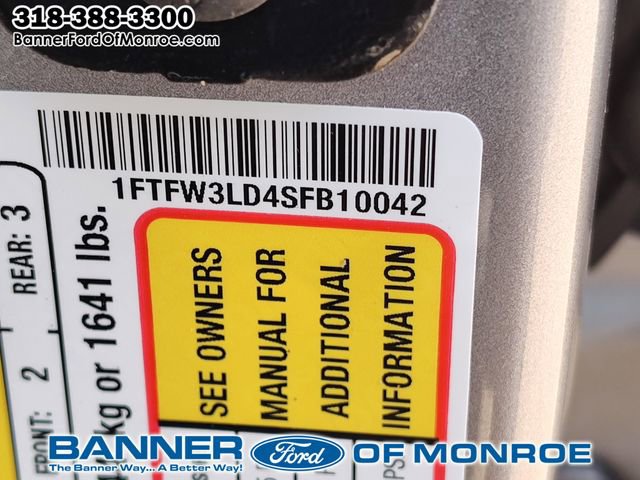 318-388-3300
BannerFordOfMonroe.com
1FTFW3LD4SFB10042
REAR: 3
FRONT: 2
kg or 1641 lbs.
SEE OWNERS
MANUAL FOR
ADDITIONAL
INFORMATION
BANNER Ford OF MONROE
The Banner Way... A Better Way!